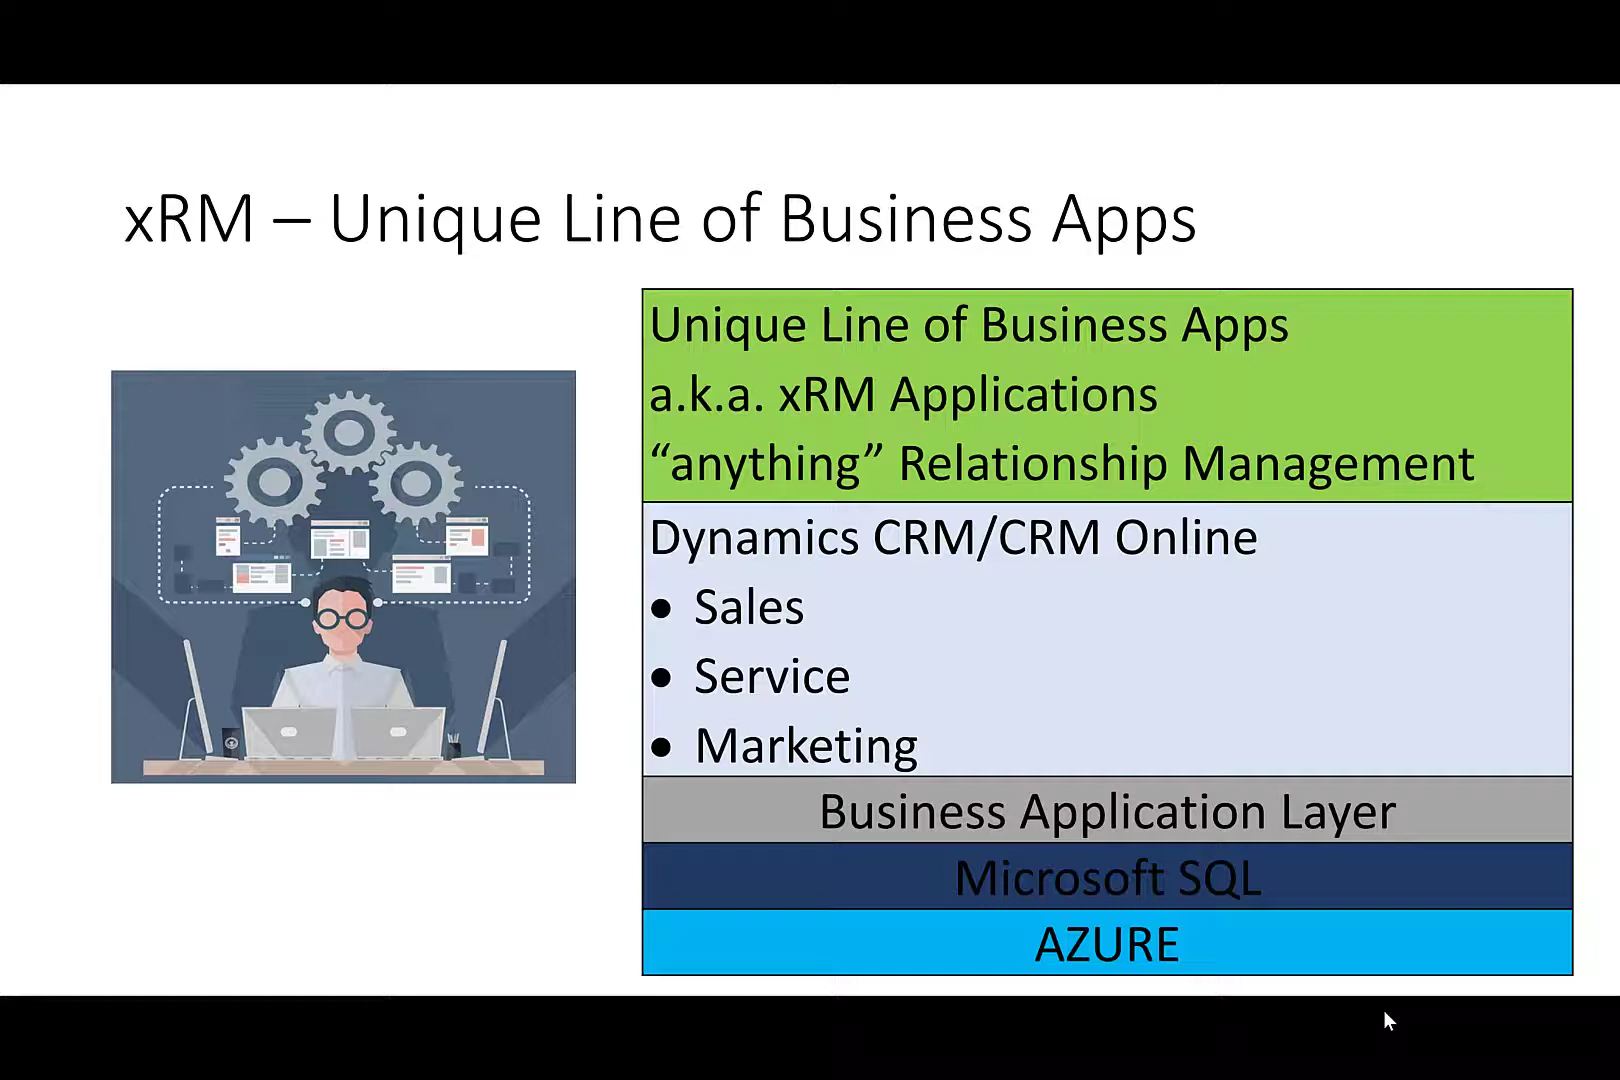 xRM – Unique Line of Business Apps
Unique Line of Business Apps
a.k.a. xRM Applications
“anything” Relationship Management
Dynamics CRM/CRM Online
• Sales
• Service
• Marketing
Business Application Layer
Microsoft SQL
AZURE